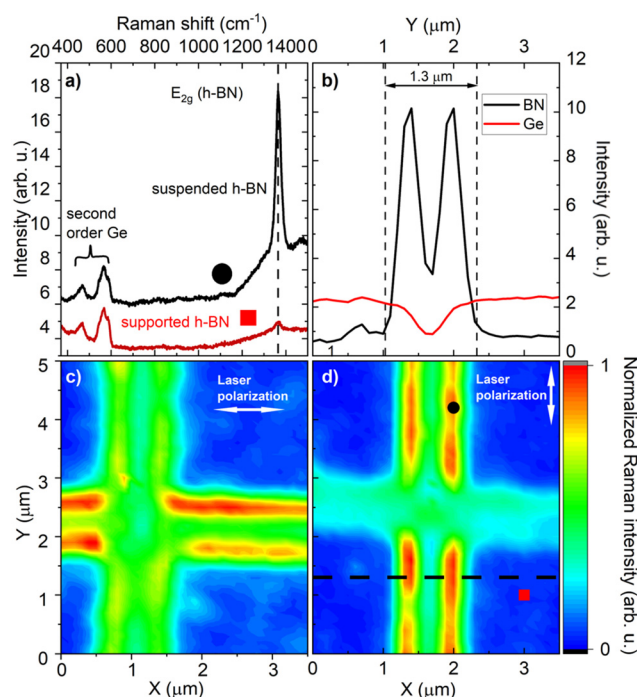 Raman shift (cm⁻¹)
400 600 800 1000 1200 1400
Y (μm)
0 1 2 3
a)
E2g (h-BN)
suspended h-BN
second
order Ge
supported h-BN
Intensity (arb. u.)
20
18
16
14
12
10
8
6
4
b)
1.3 μm
BN
Ge
1
Intensity (arb. u.)
12
10
8
6
4
2
0
c)
Laser
polarization
Y (μm)
5
4
3
2
1
0
0 1 2 3
X (μm)
d)
Laser
polarization
0 1 2 3
X (μm)
1
0
Normalized Raman intensity (arb.u.)